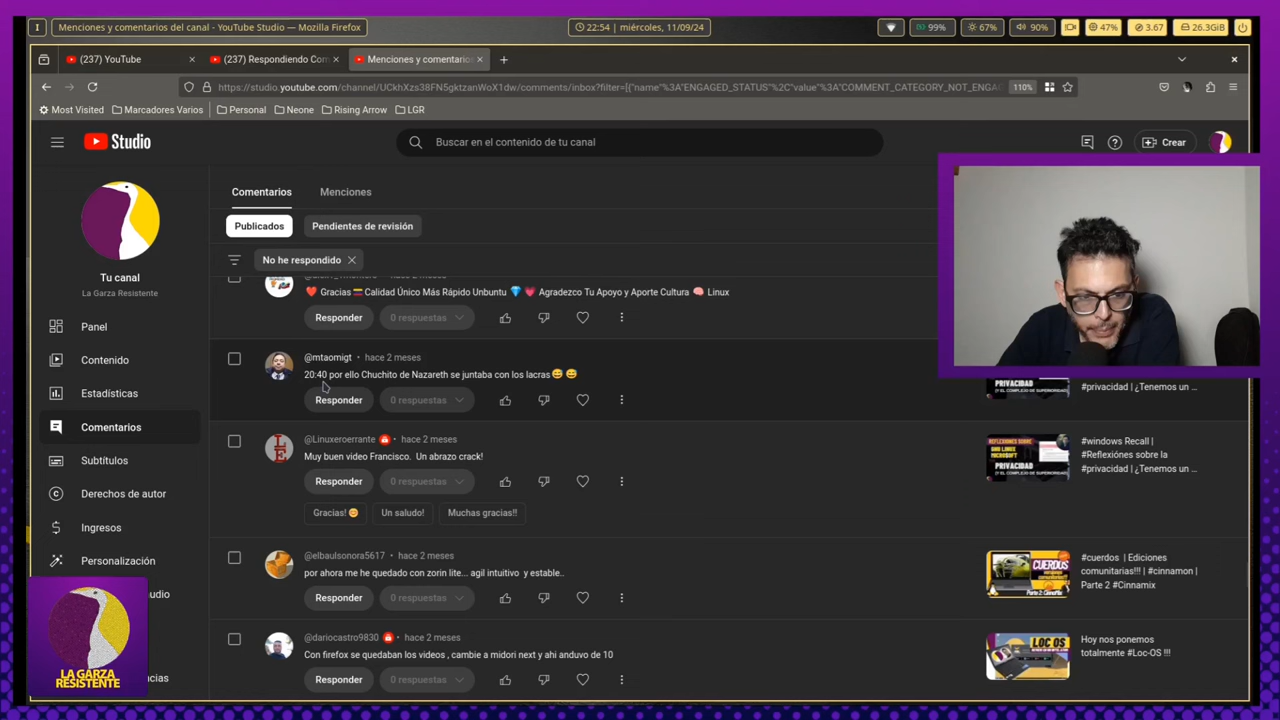 I
Menciones y comentarios del canal - YouTube Studio — Mozilla Firefox
22:54 | miércoles, 11/09/24
99%
67%
90%
47%
3.67
26.3GiB
(237) YouTube
(237) Respondiendo Com
Menciones y comentario
https://studio.youtube.com/channel/UCkhXzs38FN5gktzanWoX1dw/comments/inbox?filter=[{"name"%3A"ENGAGED_STATUS"%2C"value"%3A"COMMENT_CATEGORY_NOT_ENGA
110%
Most Visited
Marcadores Varios
Personal
Neone
Rising Arrow
LGR
Studio
Buscar en el contenido de tu canal
Crear
Tu canal
La Garza Resistente
Panel
Contenido
Estadísticas
Comentarios
Subtítulos
Derechos de autor
Ingresos
Personalización
Comentarios
Menciones
Publicados
Pendientes de revisión
No he respondido
❤️ Gracias 🇻🇪 Calidad Único Más Rápido Unbuntu 💎 💗 Agradezco Tu Apoyo y Aporte Cultura 🧠 Linux
Responder
0 respuestas
@mtaomigt • hace 2 meses
20:40 por ello Chuchito de Nazareth se juntaba con los lacras😅 😅
Responder
0 respuestas
#privacidad | ¿Tenemos un ...
@Linuxeroerrante • hace 2 meses
Muy buen video Francisco. Un abrazo crack!
Responder
0 respuestas
Gracias! 😊
Un saludo!
Muchas gracias!!
#windows Recall |
#Reflexiónes sobre la
#privacidad | ¿Tenemos un ...
@elbaulsonora5617 • hace 2 meses
por ahora me he quedado con zorin lite... agil intuitivo y estable..
Responder
0 respuestas
#cuerdos | Ediciones
comunitarias!!! | #cinnamon |
Parte 2 #Cinnamix
@dariocastro9830 • hace 2 meses
Con firefox se quedaban los videos , cambie a midori next y ahi anduvo de 10
Responder
0 respuestas
Hoy nos ponemos
totalmente #Loc-OS !!!
LA GARZA
RESISTENTE
PRIVACIDAD
CUERDOS
LOC OS